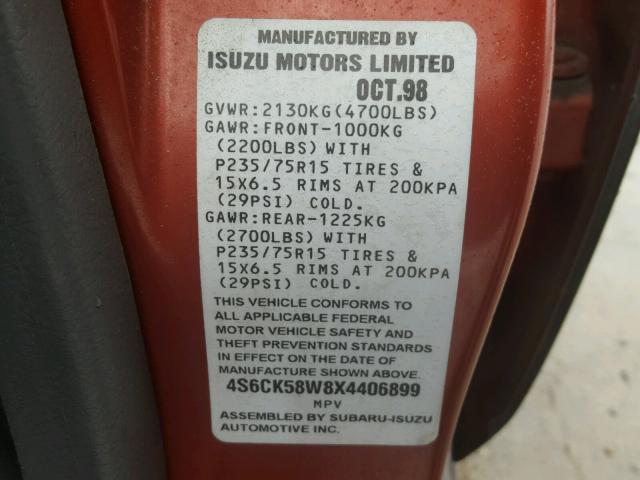 MANUFACTURED BY
ISUZU MOTORS LIMITED
OCT.98
GVWR:2130KG(4700LBS)
GAWR:FRONT-1000KG
(2200LBS)WITH
P235/75R15 TIRES &
15X6.5 RIMS AT 200KPA
(29PSI) COLD.
GAWR:REAR-1225KG
(2700LBS)WITH
P235/75R15 TIRES &
15X6.5 RIMS AT 200KPA
(29PSI) COLD.
THIS VEHICLE CONFORMS TO
ALL APPLICABLE FEDERAL
MOTOR VEHICLE SAFETY AND
THEFT PREVENTION STANDARDS
IN EFFECT ON THE DATE OF
MANUFACTURE SHOWN ABOVE.
4S6CK58W8X4406899
MPV
ASSEMBLED BY SUBARU-ISUZU
AUTOMOTIVE INC.